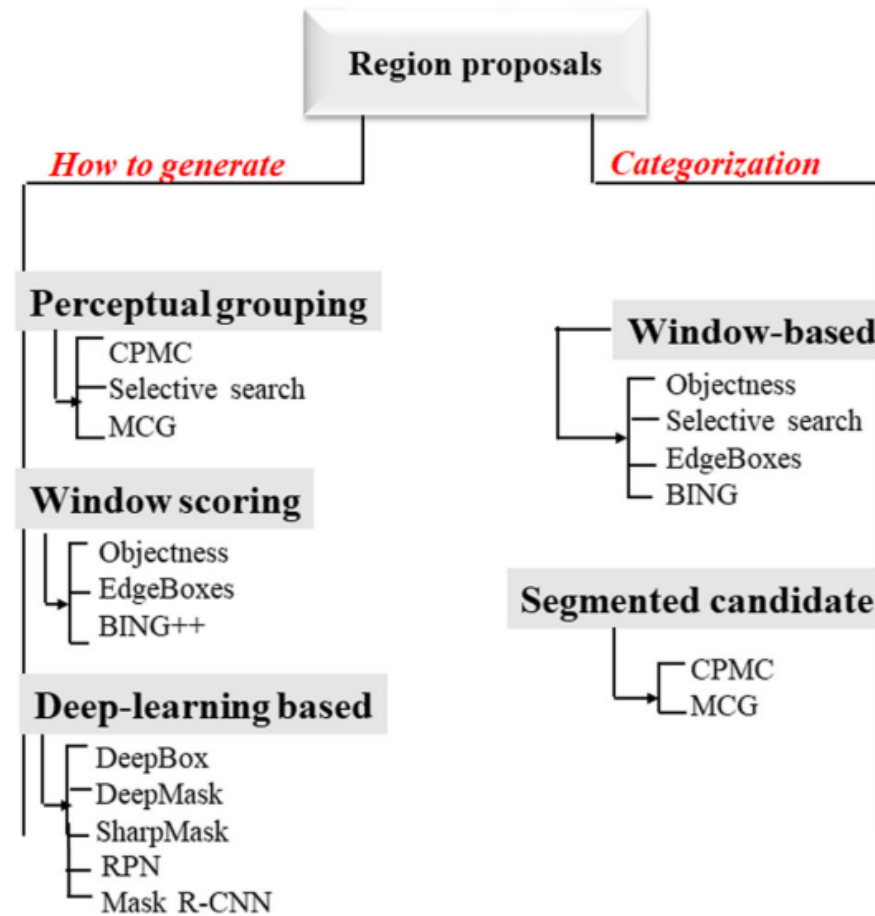 Region proposals
How to generate
Categorization
Perceptual grouping
CPMC
Selective search
MCG
Window scoring
Objectness
EdgeBoxes
BING++
Deep-learning based
DeepBox
DeepMask
SharpMask
RPN
Mask R-CNN
Window-based
Objectness
Selective search
EdgeBoxes
BING
Segmented candidate
CPMC
MCG